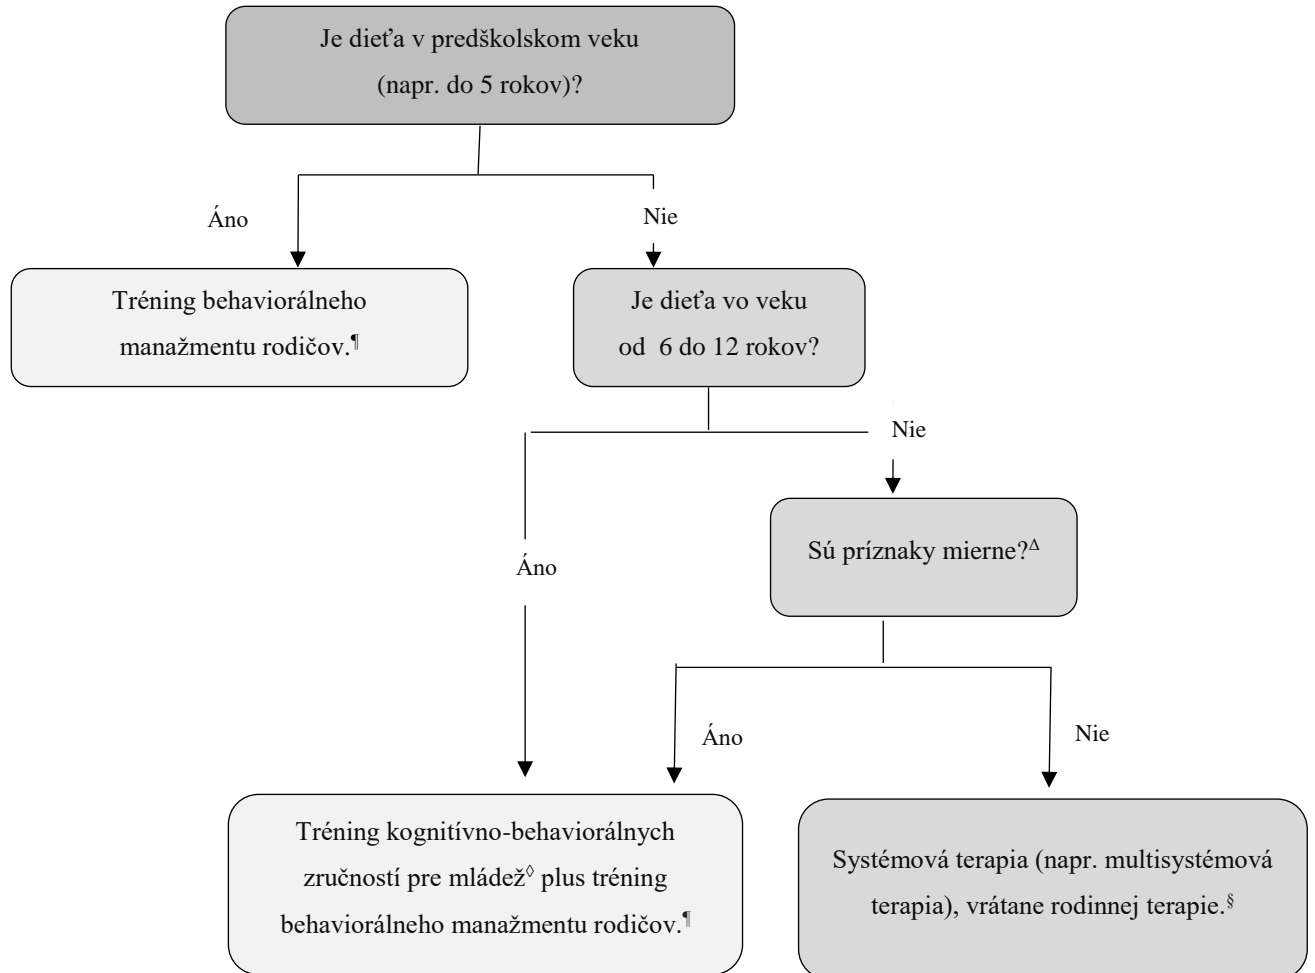 Je dieťa v predškolskom veku
(napr. do 5 rokov)?
Áno
Nie
Tréning behaviorálneho
manažmentu rodičov.¶
Je dieťa vo veku
od  6 do 12 rokov?
Nie
Áno
Sú príznaky mierne?Δ
Áno
Nie
Tréning kognitívno-behaviorálnych
zručností pre mládež◊ plus tréning
behaviorálneho manažmentu rodičov.¶
Systémová terapia (napr. multisystémová
terapia), vrátane rodinnej terapie.§